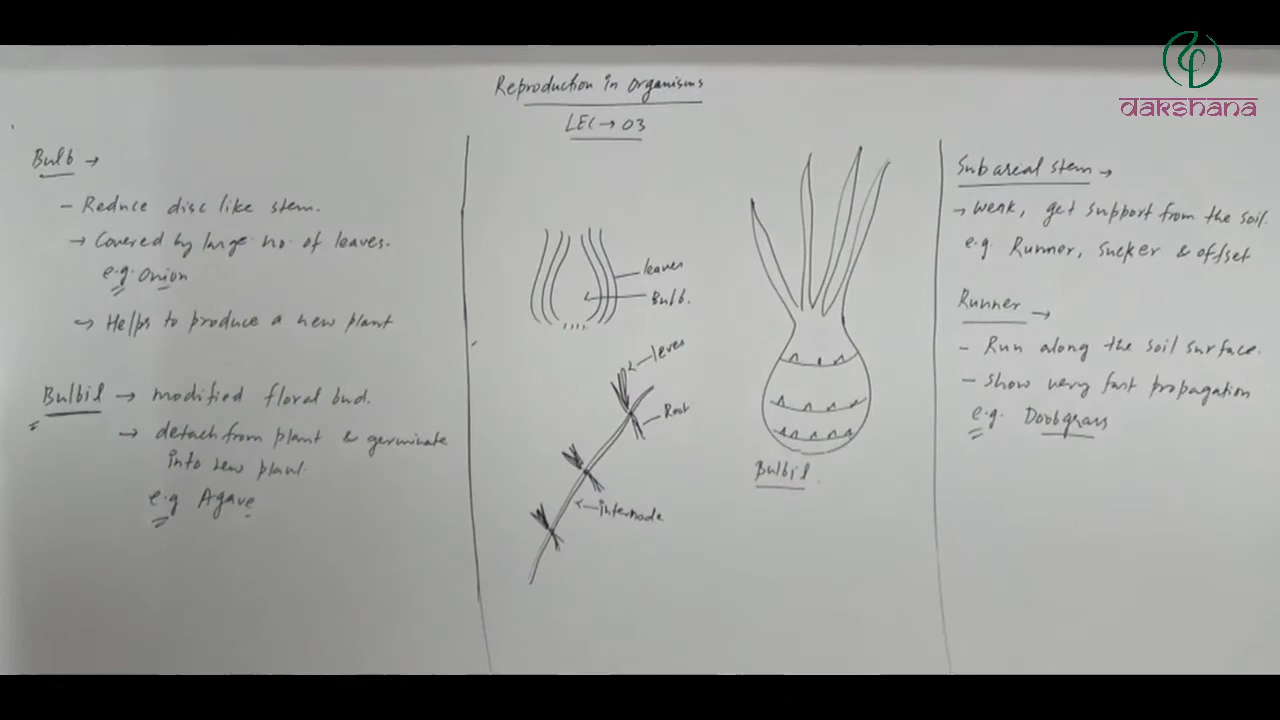 dakshana
Reproduction in Organisms
LEC → 03
Bulb →
- Reduce disc like stem.
→ Covered by large no. of leaves.
e.g. Onion
↪ Helps to produce a new plant
Bulbil → modified floral bud.
→ detach from plant & germinate
into new plant.
e.g Agave
leaves
Bulb.
leves
Root
internode
Bulbil.
Sub areal stem →
→ Weak, get support from the soil.
e.g. Runner, Sucker & offset
Runner →
- Run along the soil surface.
- Show very fast propagation
e.g. Doobgrass